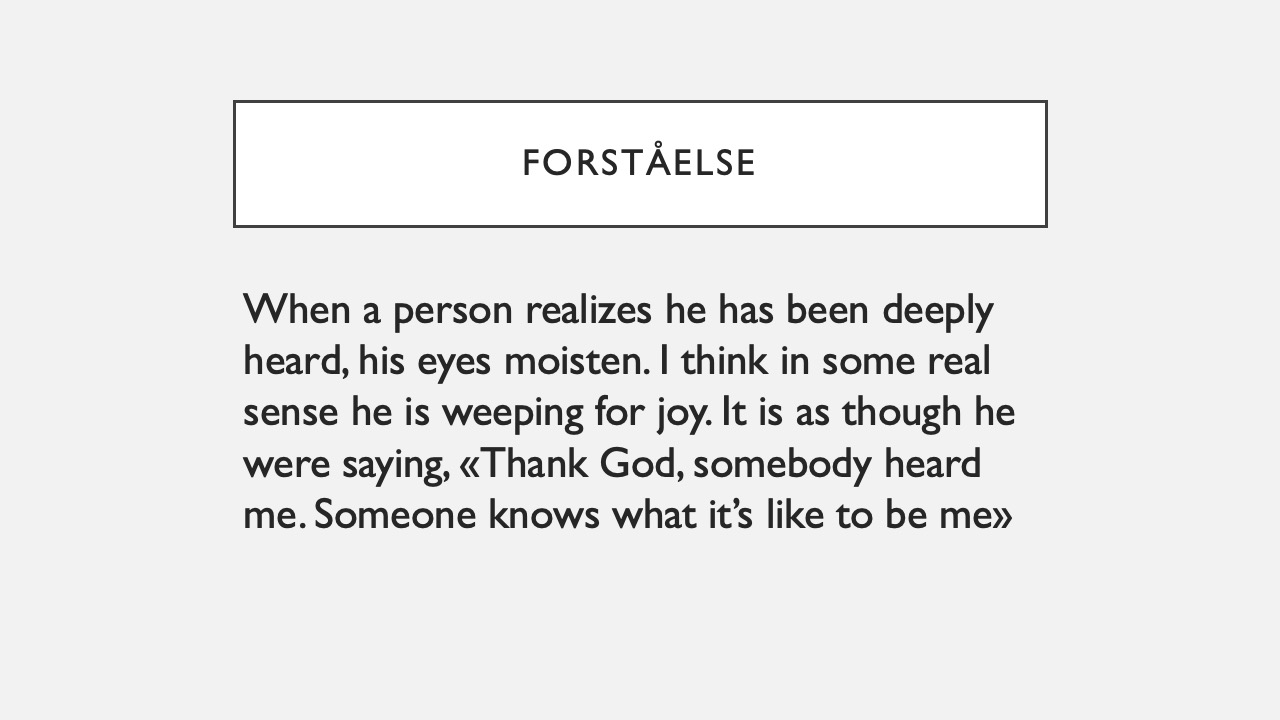 FORSTÅELSE
When a person realizes he has been deeply
heard, his eyes moisten. I think in some real
sense he is weeping for joy. It is as though he
were saying, «Thank God, somebody heard
me. Someone knows what it’s like to be me»